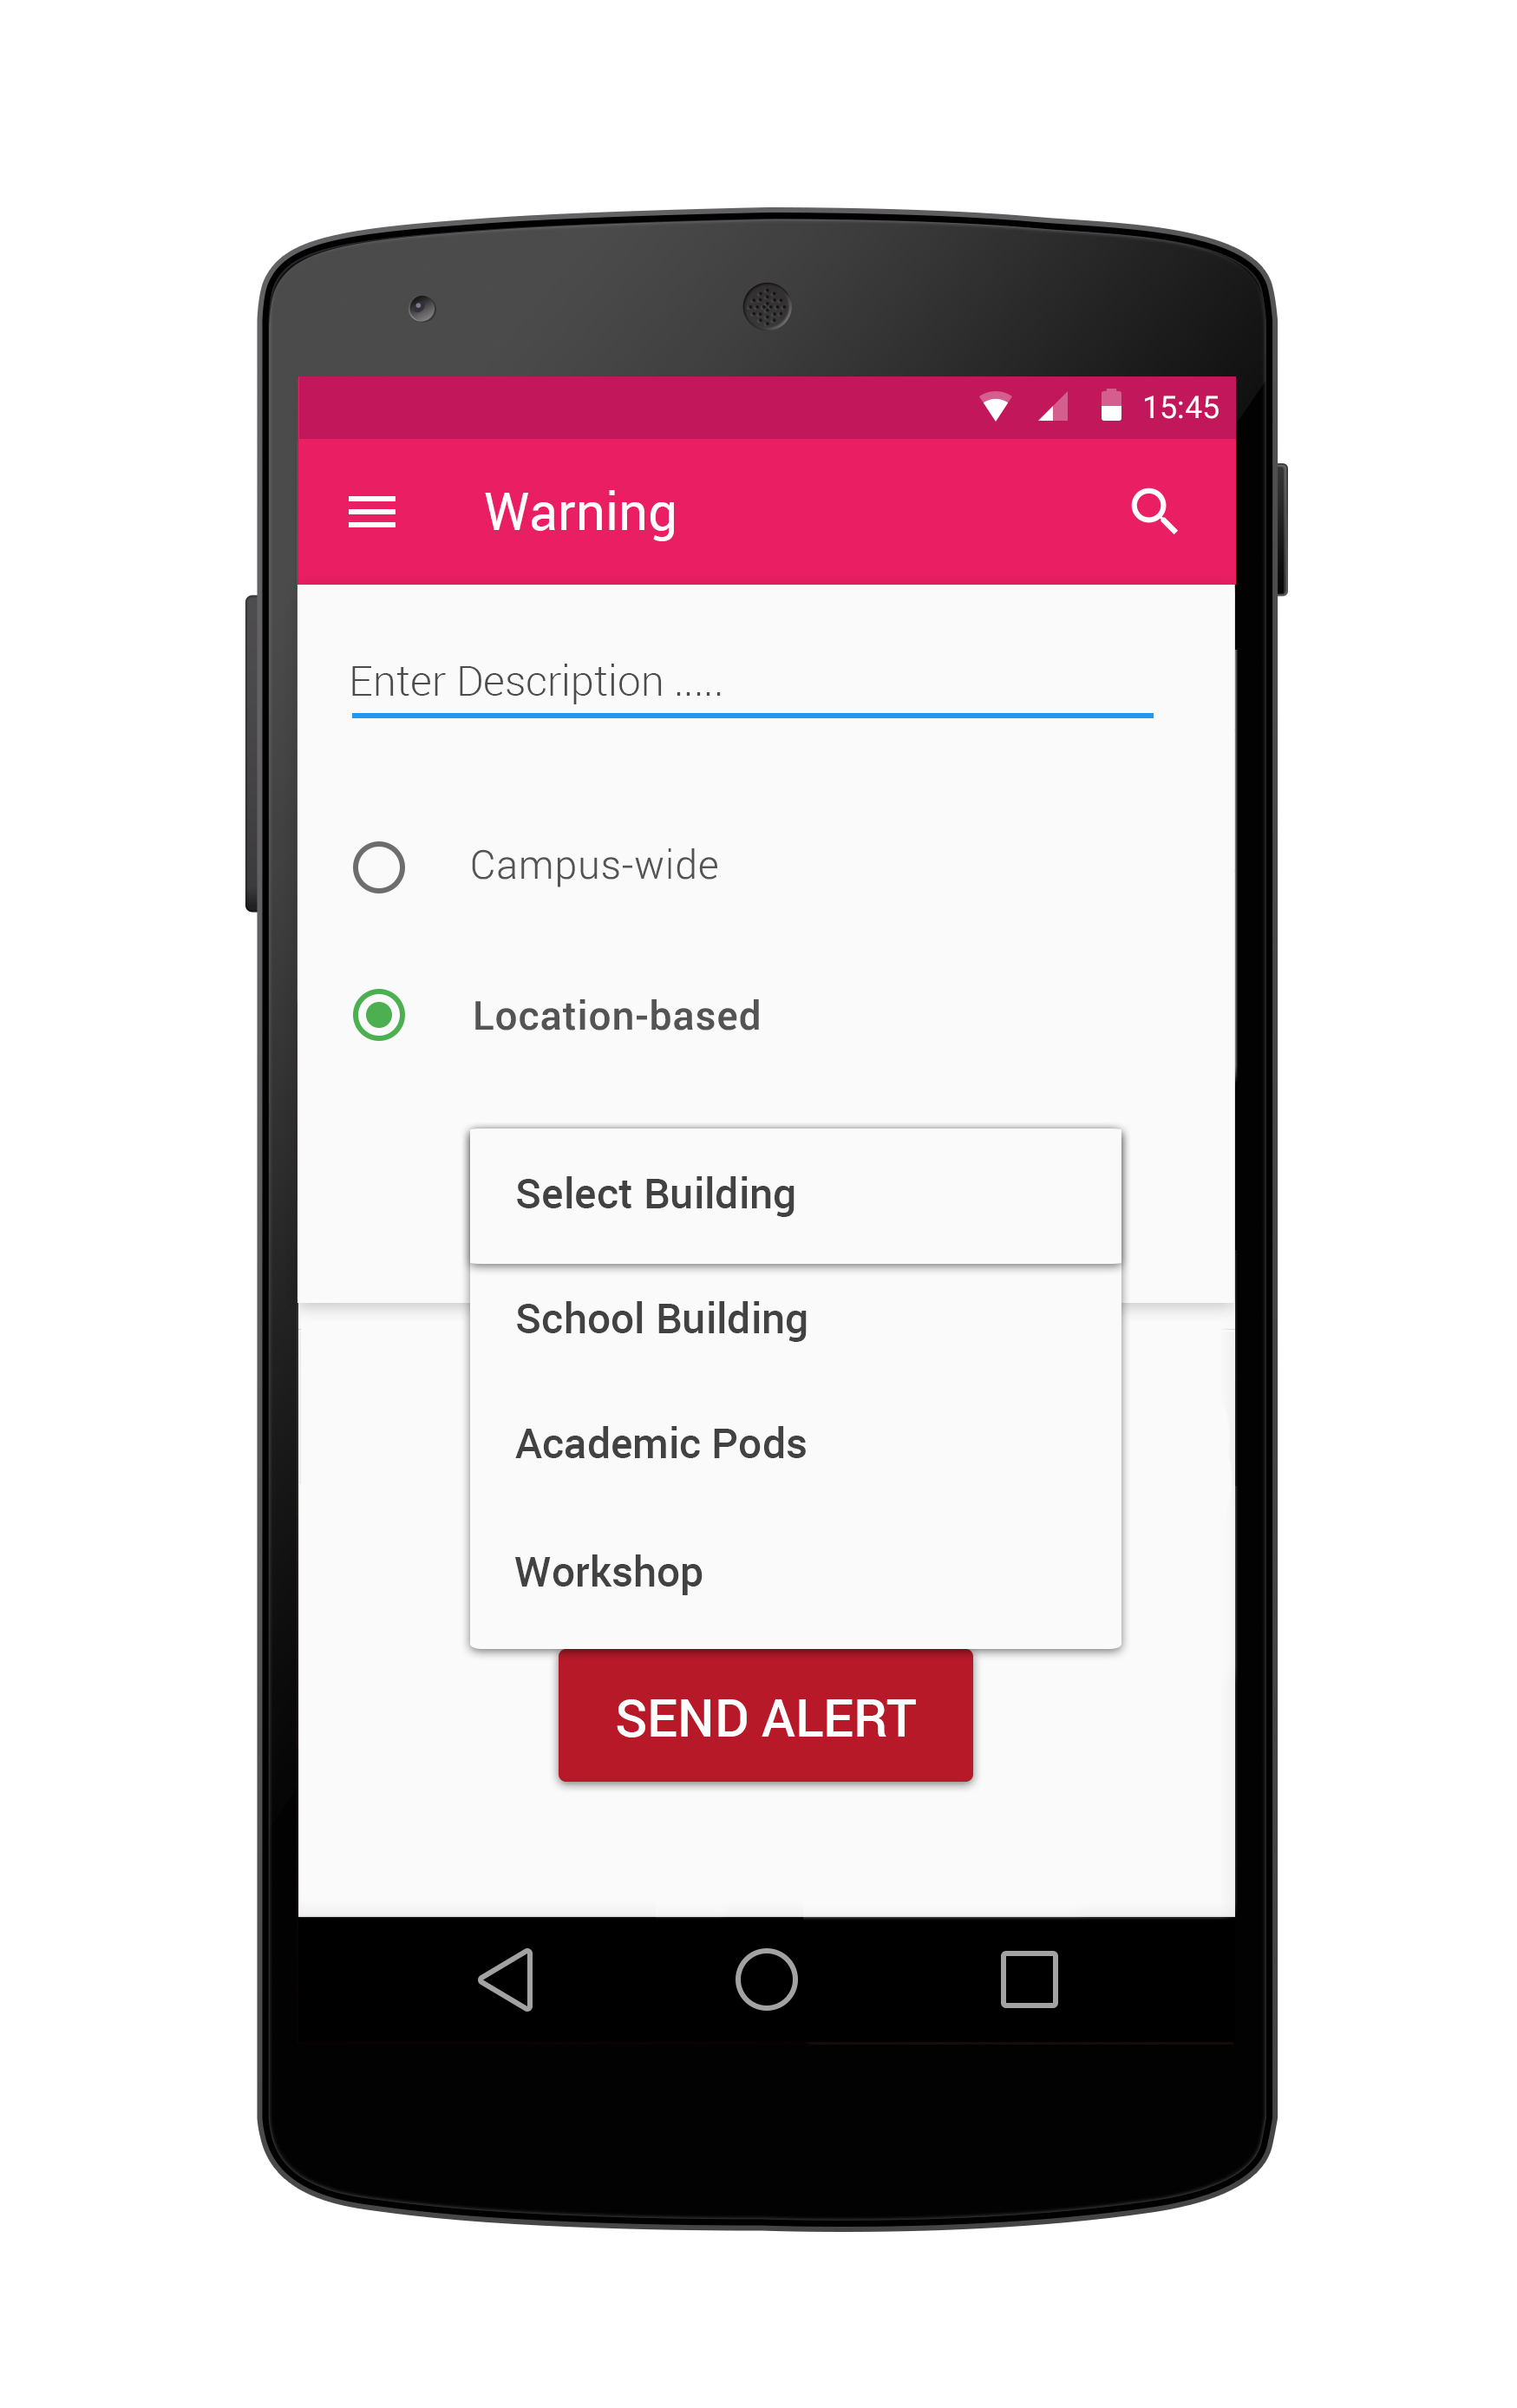 15:45
Warning
Enter Description .....
Campus-wide
Location-based
Select Building
School Building
Academic Pods
Workshop
SEND ALERT